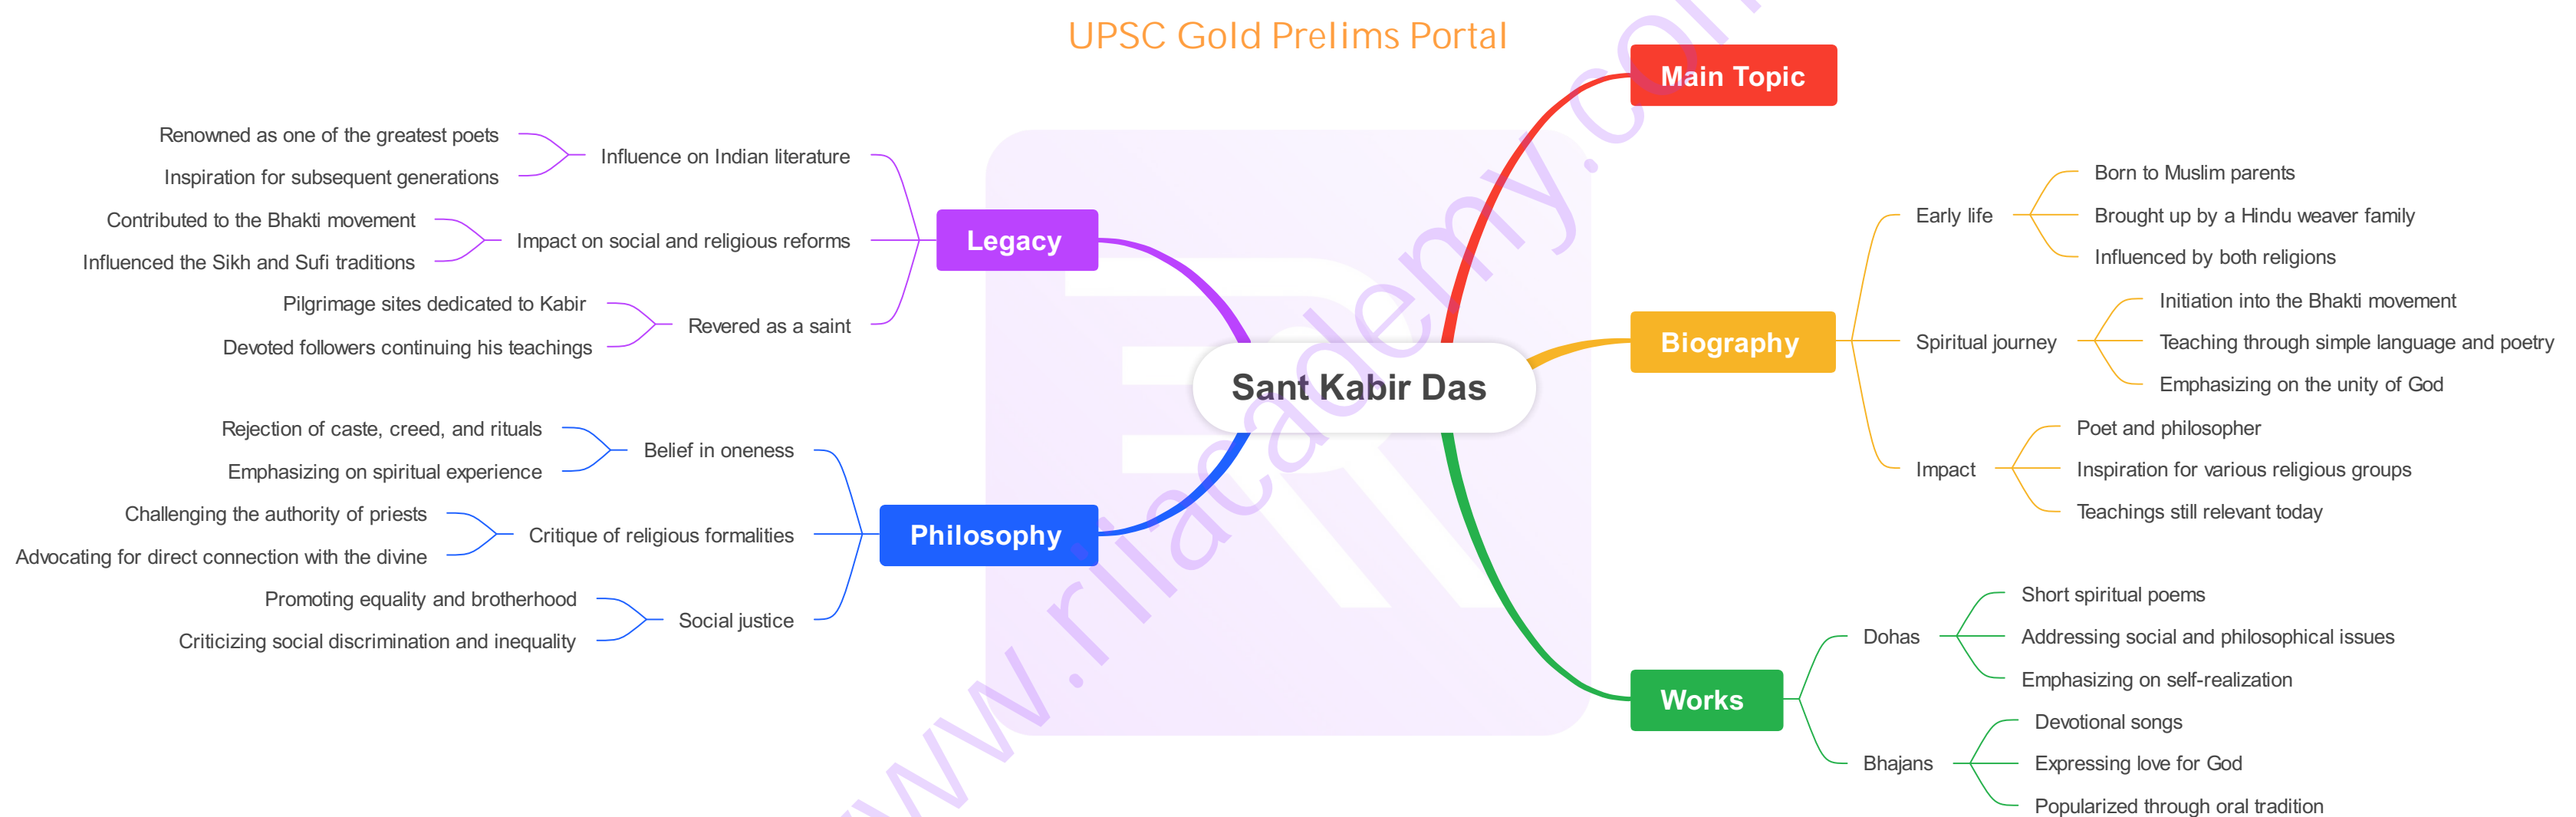 UPSC Gold Prelims Portal
Sant Kabir Das
Main Topic
Biography
Early life
Born to Muslim parents
Brought up by a Hindu weaver family
Influenced by both religions
Spiritual journey
Initiation into the Bhakti movement
Teaching through simple language and poetry
Emphasizing on the unity of God
Impact
Poet and philosopher
Inspiration for various religious groups
Teachings still relevant today
Works
Dohas
Short spiritual poems
Addressing social and philosophical issues
Emphasizing on self-realization
Bhajans
Devotional songs
Expressing love for God
Popularized through oral tradition
Legacy
Influence on Indian literature
Renowned as one of the greatest poets
Inspiration for subsequent generations
Impact on social and religious reforms
Contributed to the Bhakti movement
Influenced the Sikh and Sufi traditions
Revered as a saint
Pilgrimage sites dedicated to Kabir
Devoted followers continuing his teachings
Philosophy
Belief in oneness
Rejection of caste, creed, and rituals
Emphasizing on spiritual experience
Critique of religious formalities
Challenging the authority of priests
Advocating for direct connection with the divine
Social justice
Promoting equality and brotherhood
Criticizing social discrimination and inequality